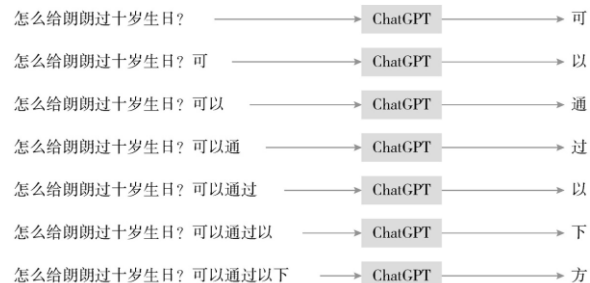 怎么给朗朗过十岁生日？ ChatGPT 可
怎么给朗朗过十岁生日？可 ChatGPT 以
怎么给朗朗过十岁生日？可以 ChatGPT 通
怎么给朗朗过十岁生日？可以通 ChatGPT 过
怎么给朗朗过十岁生日？可以通过 ChatGPT 以
怎么给朗朗过十岁生日？可以通过以 ChatGPT 下
怎么给朗朗过十岁生日？可以通过以下 ChatGPT 方